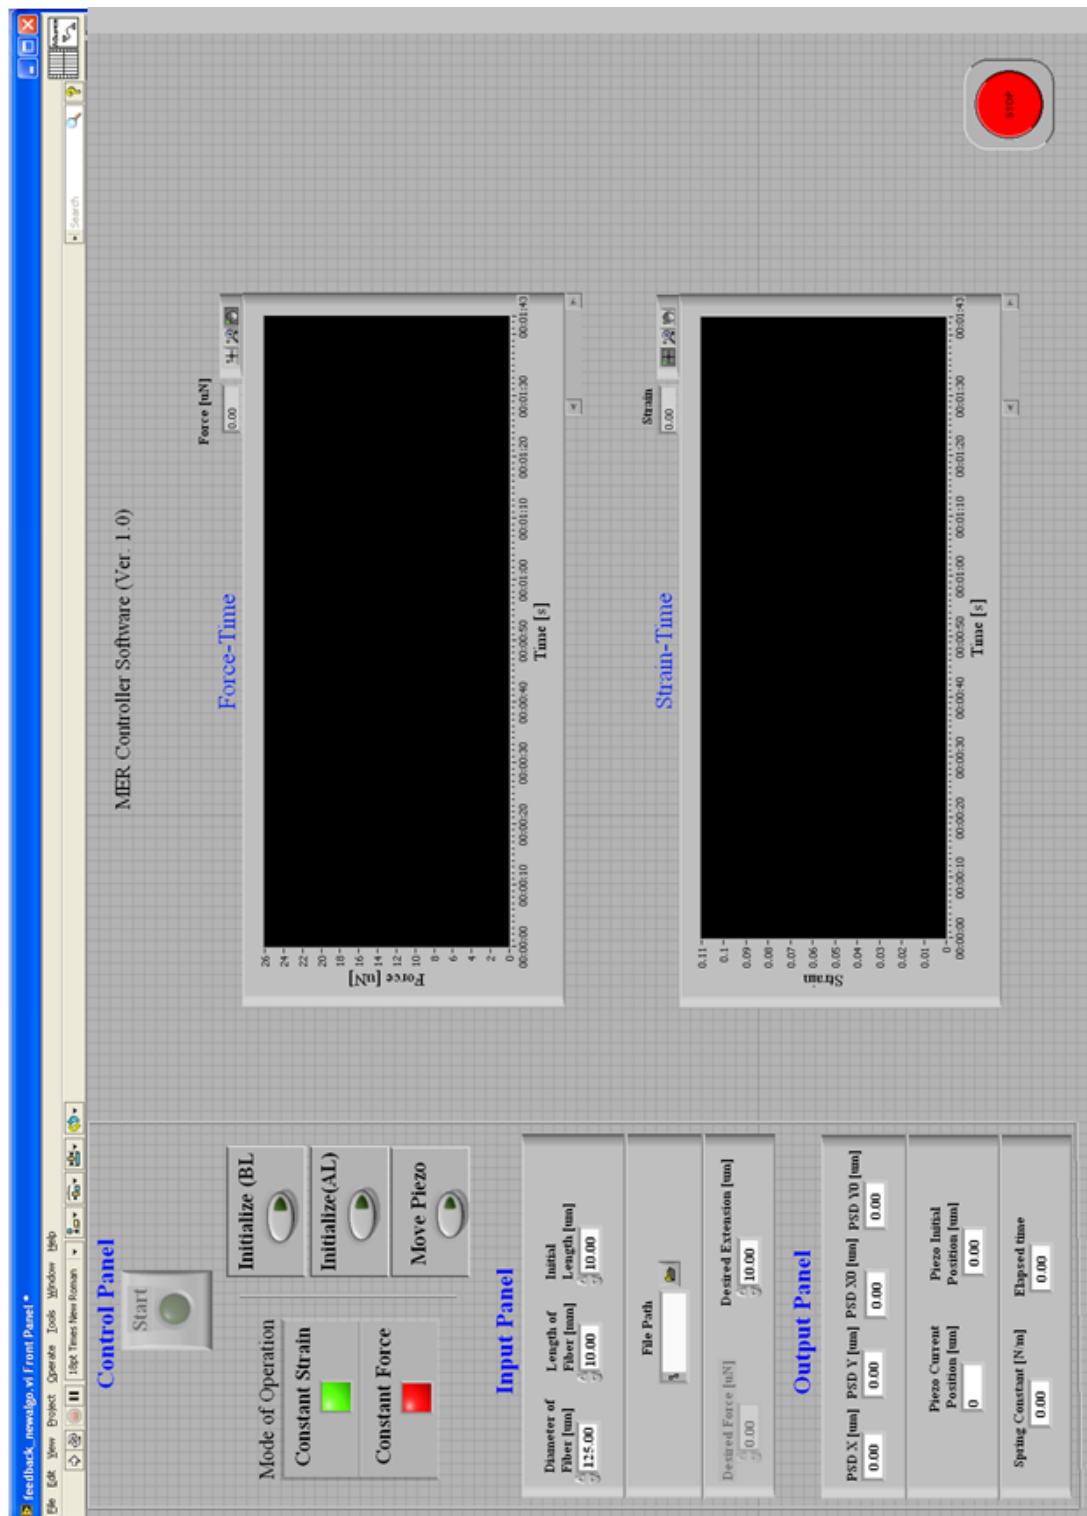 feedback_newalgo.vi Front Panel *
File Edit View Project Operate Tools Window Help
18pt Times New Roman
Search
MER Controller Software (Ver. 1.0)
Control Panel
Start
Mode of Operation
Constant Strain
Constant Force
Initialize (BL
Initialize(AL)
Move Piezo
Input Panel
Diameter of Fiber [um]
125.00
Length of Fiber [mm]
10.00
Initial Length [um]
10.00
File Path
Desired Force [uN]
0.00
Desired Extension [um]
10.00
Output Panel
PSD X [um] PSD Y [um] PSD X0 [um] PSD Y0 [um]
0.00 0.00 0.00 0.00
Piezo Current Position [um]
0
Piezo Initial Position [um]
0.00
Spring Constant [N/m]
0.00
Elapsed time
0.00
Force-Time
Force [uN]
0.00
26
24
22
20
18
16
14
12
10
8
6
4
2
0
Force [uN]
00:00:00 00:00:10 00:00:20 00:00:30 00:00:40 00:00:50 00:01:00 00:01:10 00:01:20 00:01:30 00:01:43
Time [s]
Strain-Time
Strain
0.00
0.11
0.1
0.09
0.08
0.07
0.06
0.05
0.04
0.03
0.02
0.01
0
Strain
00:00:00 00:00:10 00:00:20 00:00:30 00:00:40 00:00:50 00:01:00 00:01:10 00:01:20 00:01:30 00:01:43
Time [s]
STOP